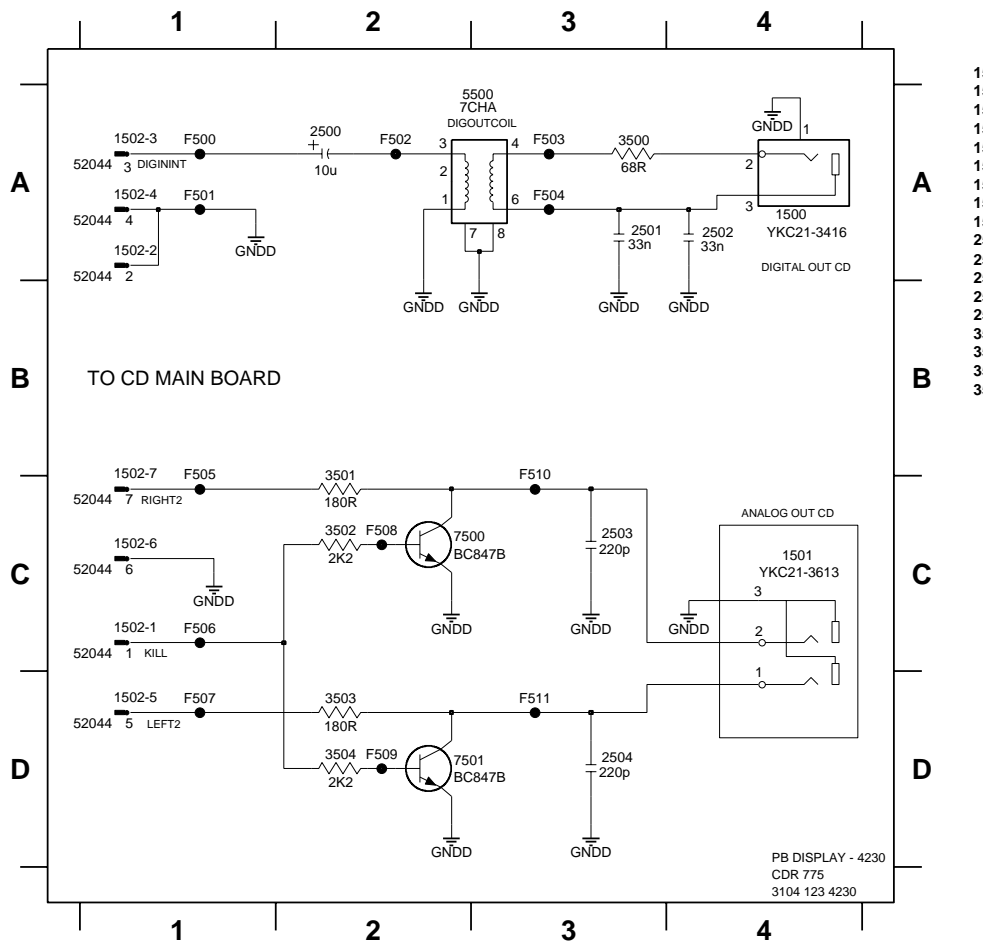 1 2 3 4
5500
7CHA
DIGOUTCOIL
GNDD 1
1502-3 F500 2500 F502 3 4 F503 3500
+
52044 3 DIGININT 10u 2 68R 2
A A
1502-4 F501 1 6 F504 3
52044 4 1500
GNDD 7 8 2501 2502 YKC21-3416
33n 33n
1502-2
52044 2 DIGITAL OUT CD
GNDD GNDD GNDD GNDD
B TO CD MAIN BOARD B
1502-7 F505 3501 F510
52044 7 RIGHT2 180R ANALOG OUT CD
3502 F508 7500 2503
2K2 BC847B 220p
1502-6 1501
52044 6 YKC21-3613
C C
GNDD 3
GNDD GNDD GNDD
1502-1 F506 2
52044 1 KILL
1
1502-5 F507 3503 F511
52044 5 LEFT2 180R
3504 F509 7501 2504
2K2 BC847B 220p
D D
GNDD GNDD
PB DISPLAY - 4230
CDR 775
3104 123 4230
1 2 3 4